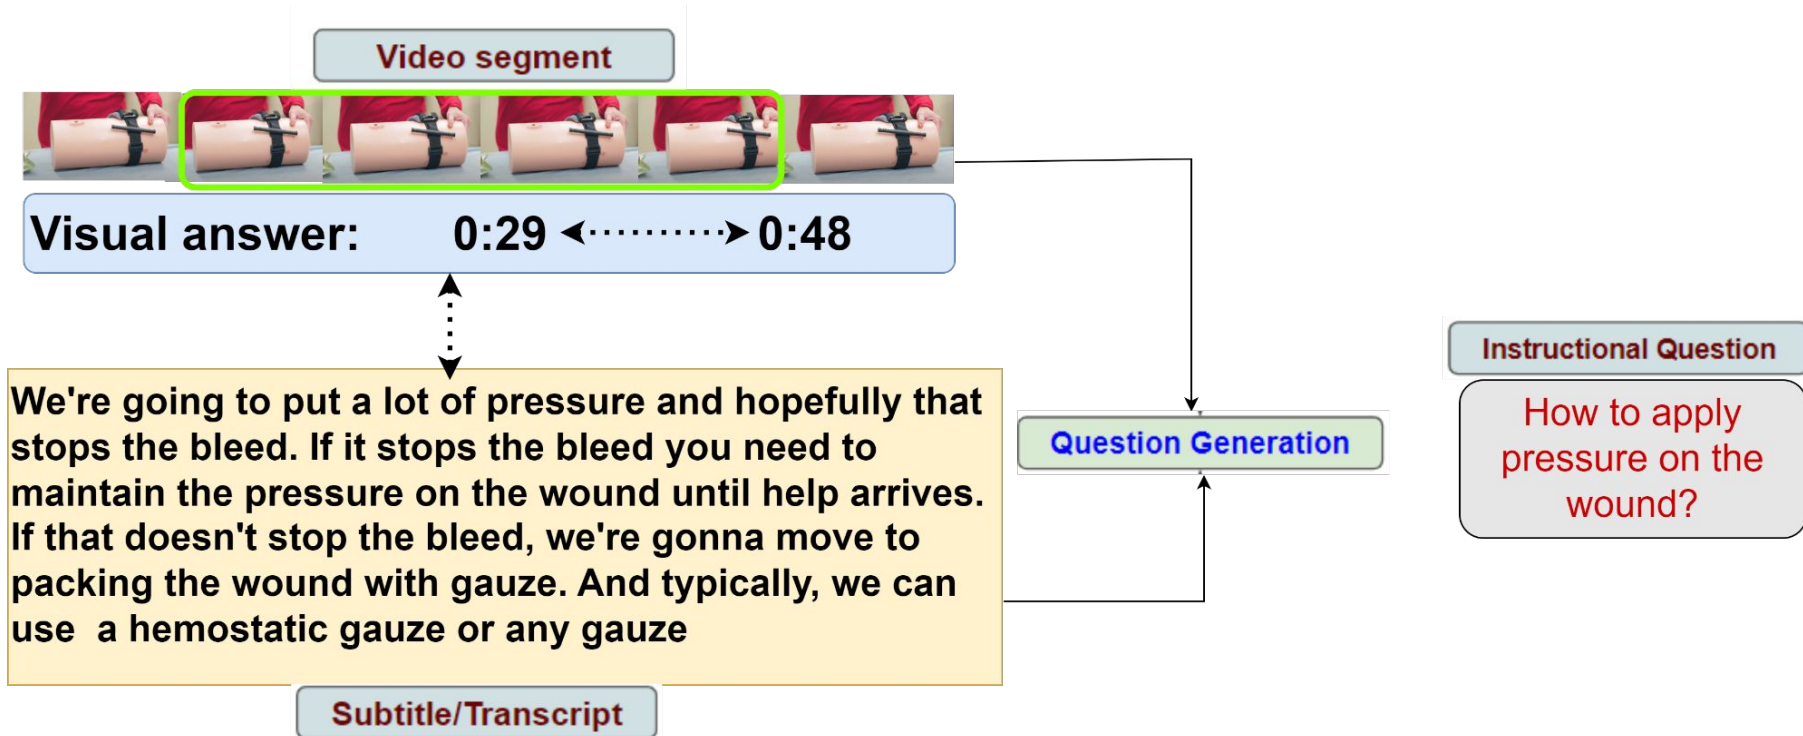 Video segment
Visual answer: 0:29 0:48
We're going to put a lot of pressure and hopefully that
stops the bleed. If it stops the bleed you need to
maintain the pressure on the wound until help arrives.
If that doesn't stop the bleed, we're gonna move to
packing the wound with gauze. And typically, we can
use a hemostatic gauze or any gauze
Subtitle/Transcript
Question Generation
Instructional Question
How to apply
pressure on the
wound?